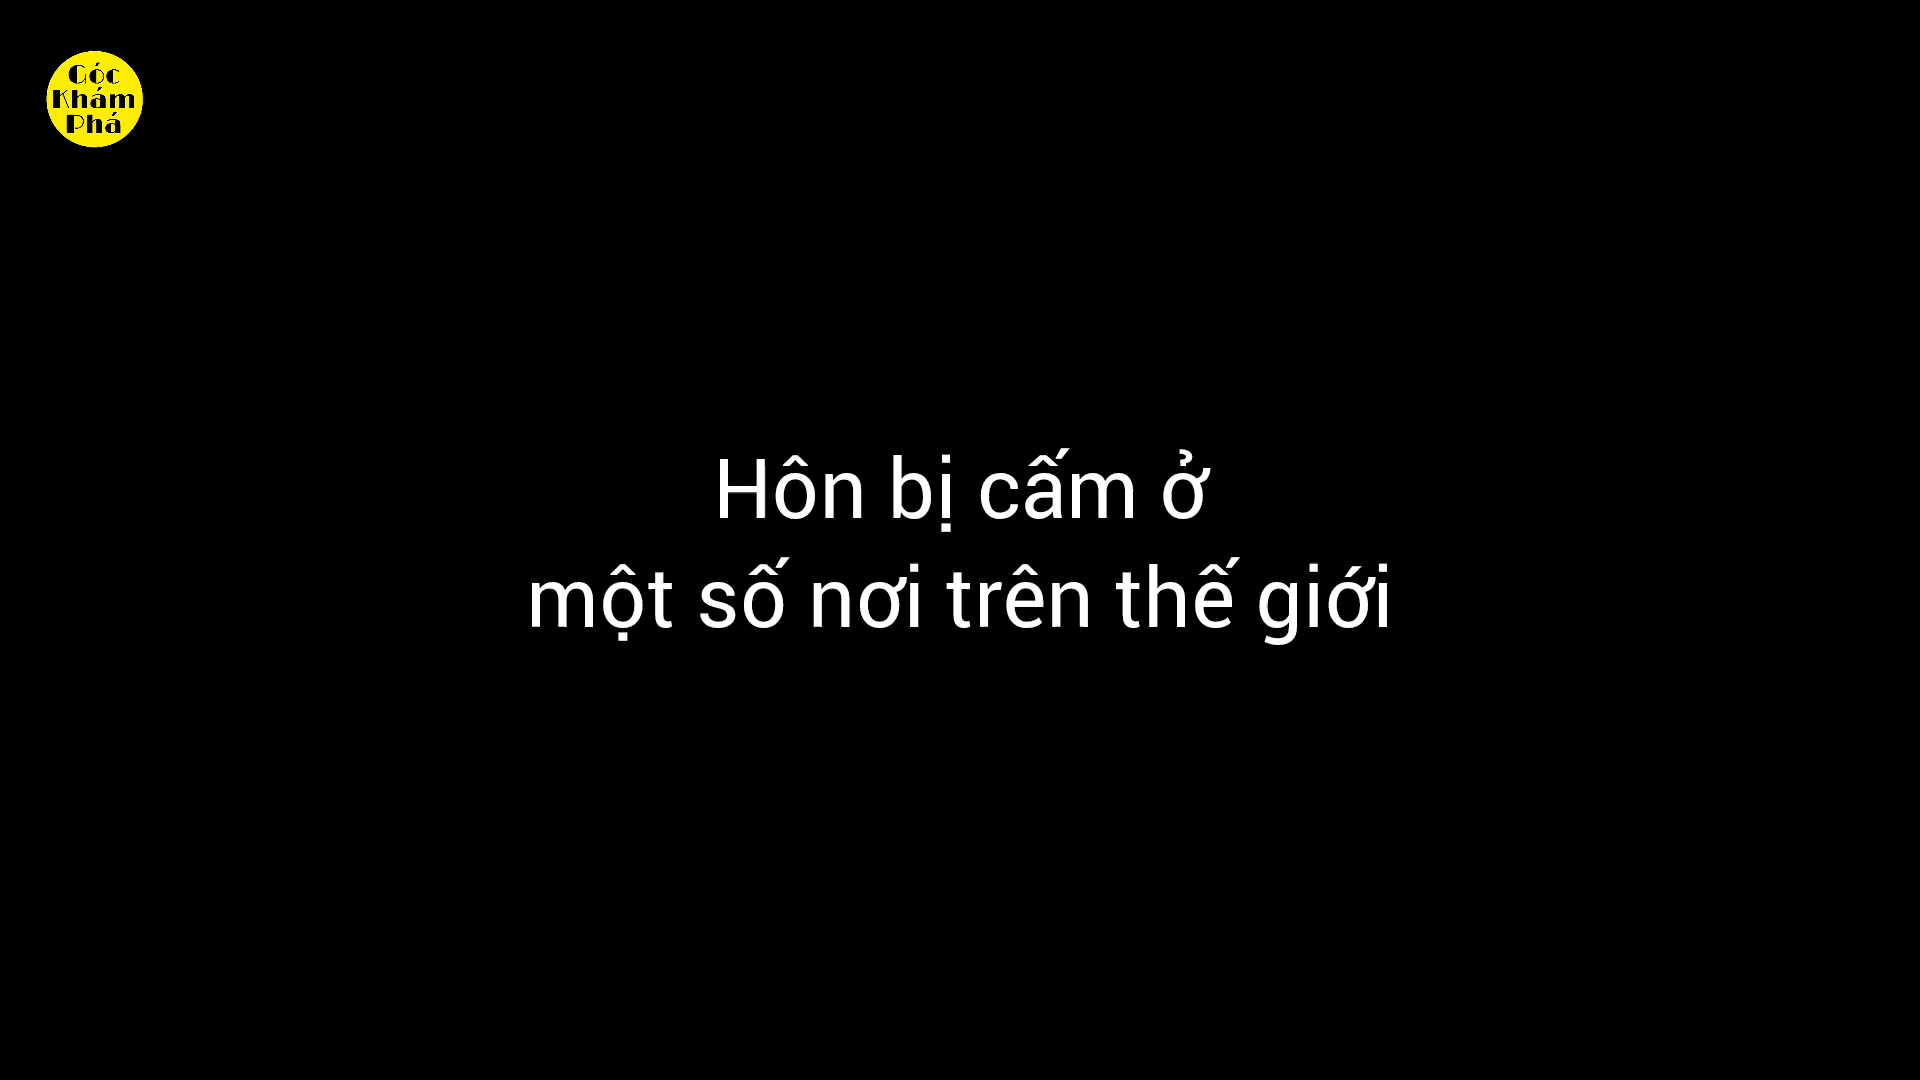 Góc
Khám
Phá
Hôn bị cấm ở
một số nơi trên thế giới